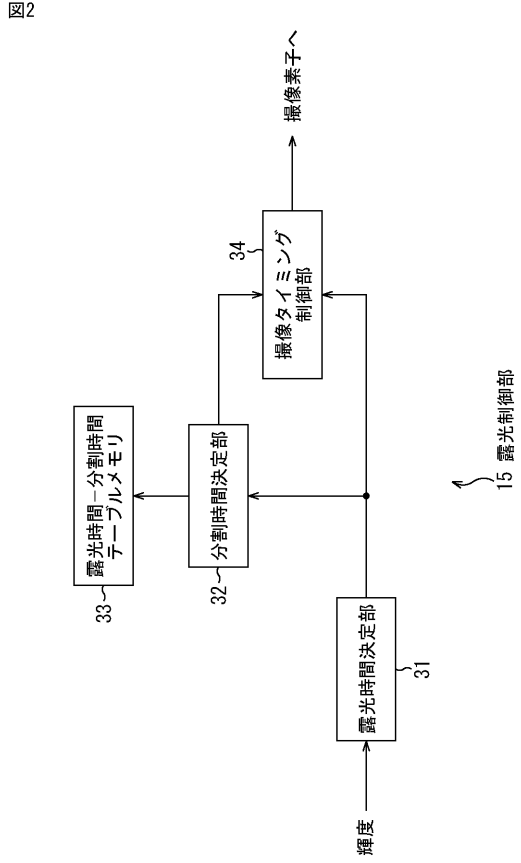 図2
輝度
露光時間決定部
31
分割時間決定部
32
露光時間－分割時間
テーブルメモリ
33
撮像タイミング
制御部
34
撮像素子へ
15 露光制御部